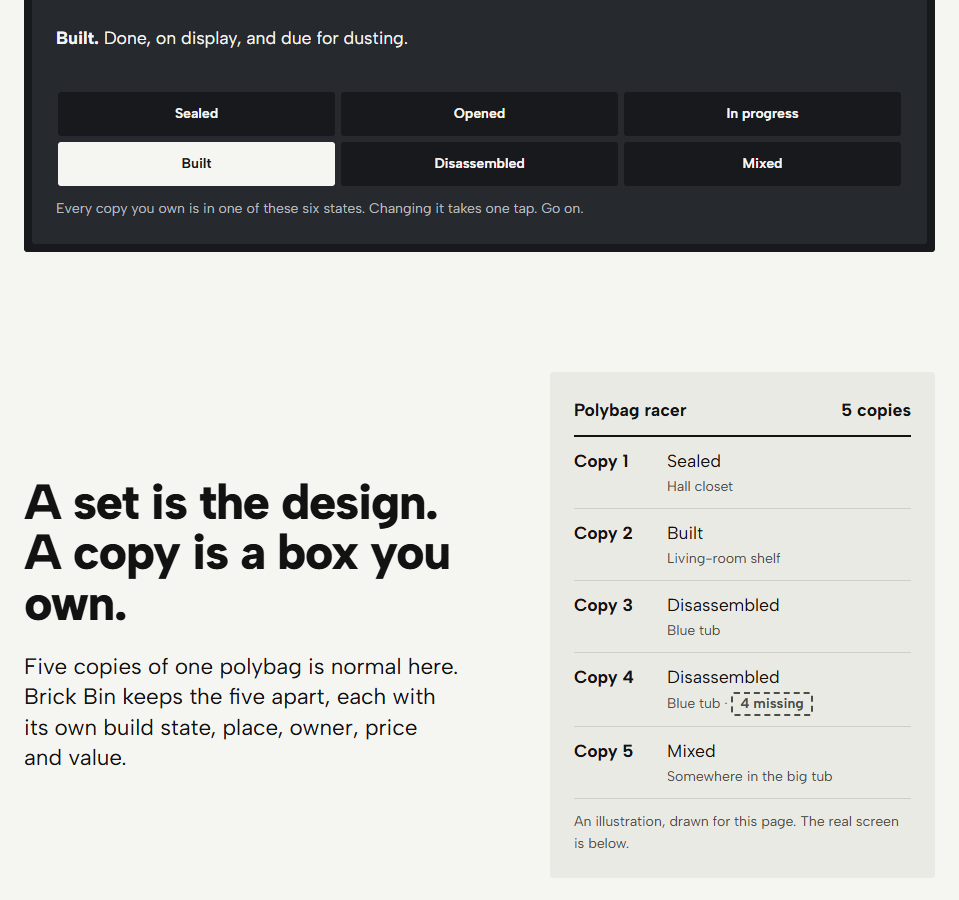 Built. Done, on display, and due for dusting.
Sealed
Opened
In progress
Built
Disassembled
Mixed
Every copy you own is in one of these six states. Changing it takes one tap. Go on.
A set is the design.
A copy is a box you
own.
Five copies of one polybag is normal here.
Brick Bin keeps the five apart, each with
its own build state, place, owner, price
and value.
Polybag racer 5 copies
Copy 1 Sealed
Hall closet
Copy 2 Built
Living-room shelf
Copy 3 Disassembled
Blue tub
Copy 4 Disassembled
Blue tub · 4 missing
Copy 5 Mixed
Somewhere in the big tub
An illustration, drawn for this page. The real screen
is below.